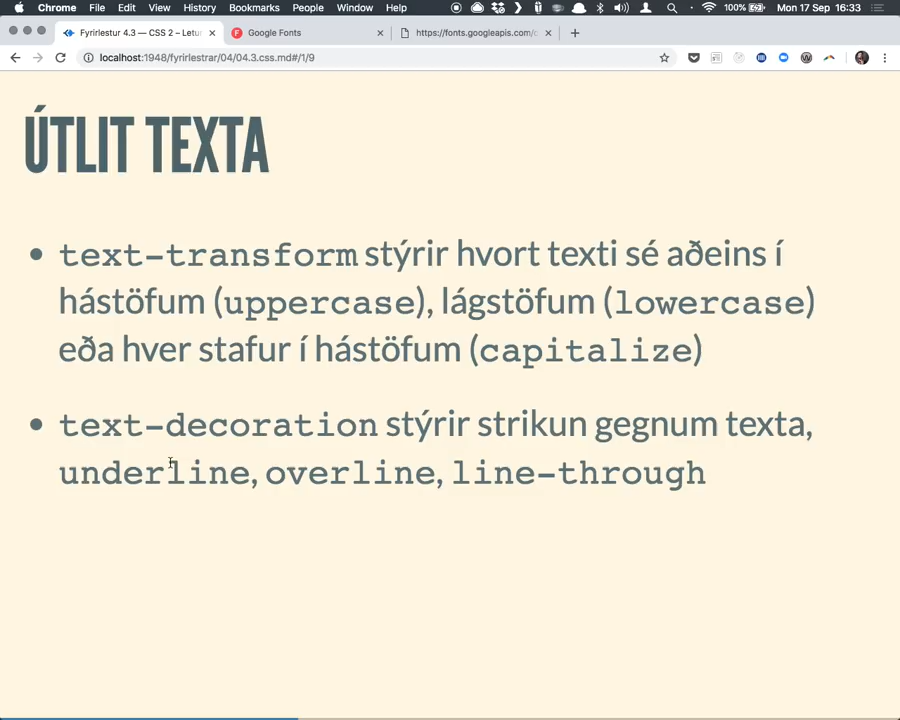 Chrome File Edit View History Bookmarks People Window Help 100% Mon 17 Sep 16:33
Fyrirlestur 4.3 — CSS 2 – Letu Google Fonts https://fonts.googleapis.com/c
localhost:1948/fyrirlestrar/04/04.3.css.md#/1/9
ÚTLIT TEXTA
• text-transform stýrir hvort texti sé aðeins í
hástöfum (uppercase), lágstöfum (lowercase)
eða hver stafur í hástöfum (capitalize)
• text-decoration stýrir strikun gegnum texta,
underline, overline, line-through